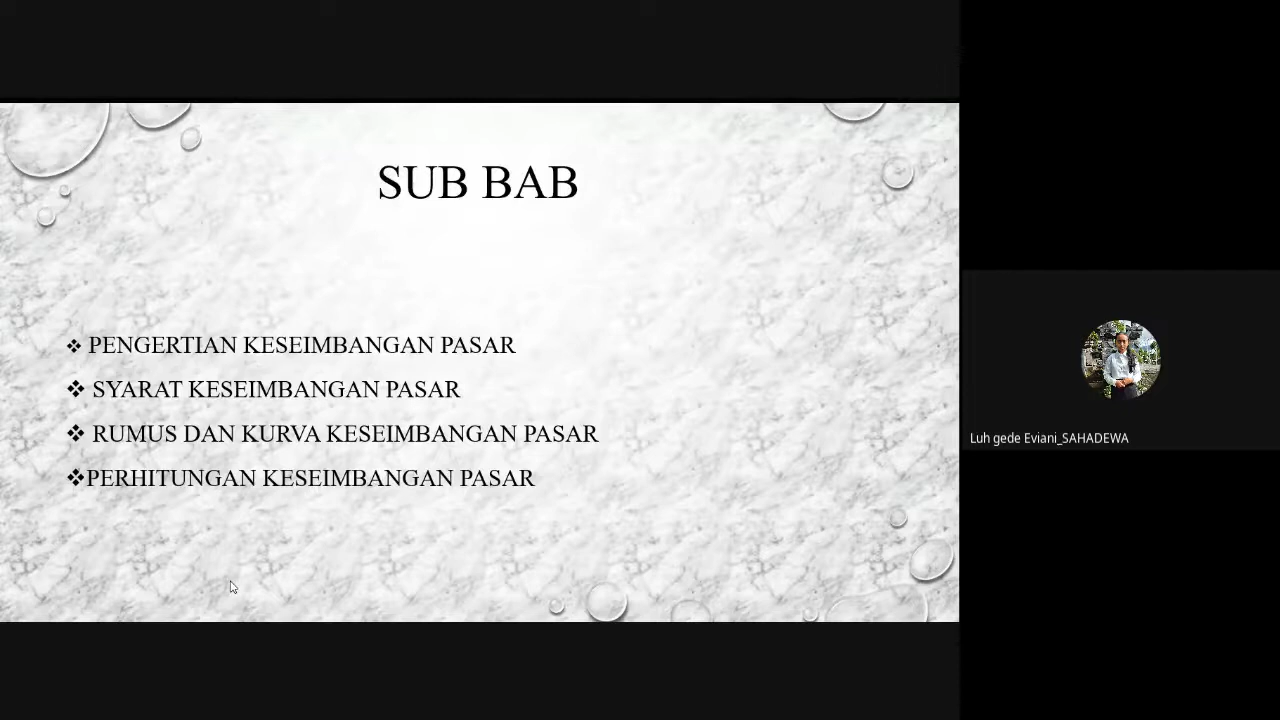 SUB BAB
❖ PENGERTIAN KESEIMBANGAN PASAR
❖ SYARAT KESEIMBANGAN PASAR
❖ RUMUS DAN KURVA KESEIMBANGAN PASAR
❖PERHITUNGAN KESEIMBANGAN PASAR
Luh gede Eviani_SAHADEWA